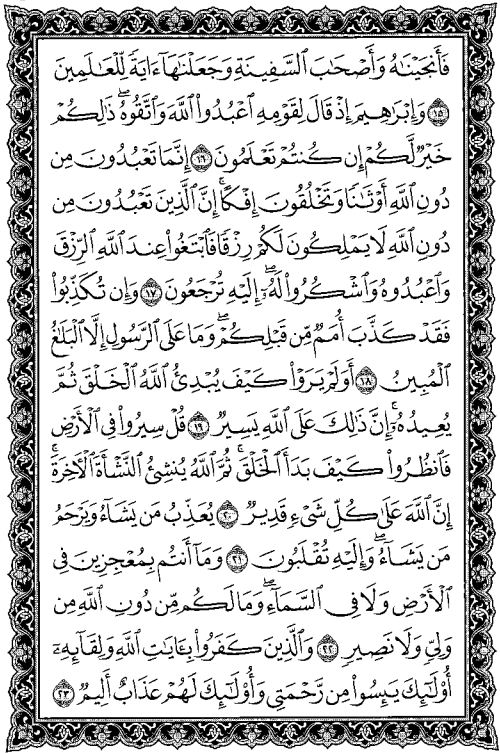 فَأَنجَيْنَٰهُ وَأَصْحَٰبَ ٱلسَّفِينَةِ وَجَعَلْنَٰهَآ ءَايَةً لِّلْعَٰلَمِينَ
١٥ وَإِبْرَٰهِيمَ إِذْ قَالَ لِقَوْمِهِ ٱعْبُدُوا۟ ٱللَّهَ وَٱتَّقُوهُ ۖ ذَٰلِكُمْ
خَيْرٌ لَّكُمْ إِن كُنتُمْ تَعْلَمُونَ ١٦ إِنَّمَا تَعْبُدُونَ مِن
دُونِ ٱللَّهِ أَوْثَٰنًا وَتَخْلُقُونَ إِفْكًا ۚ إِنَّ ٱلَّذِينَ تَعْبُدُونَ مِن
دُونِ ٱللَّهِ لَا يَمْلِكُونَ لَكُمْ رِزْقًا فَٱبْتَغُوا۟ عِندَ ٱللَّهِ ٱلرِّزْقَ
وَٱعْبُدُوهُ وَٱشْكُرُوا۟ لَهُۥٓ ۖ إِلَيْهِ تُرْجَعُونَ ١٧ وَإِن تُكَذِّبُوا۟
فَقَدْ كَذَّبَ أُمَمٌ مِّن قَبْلِكُمْ ۖ وَمَا عَلَى ٱلرَّسُولِ إِلَّا ٱلْبَلَٰغُ
ٱلْمُبِينُ ١٨ أَوَلَمْ يَرَوْا۟ كَيْفَ يُبْدِئُ ٱللَّهُ ٱلْخَلْقَ ثُمَّ
يُعِيدُهُۥٓ ۚ إِنَّ ذَٰلِكَ عَلَى ٱللَّهِ يَسِيرٌ ١٩ قُلْ سِيرُوا۟ فِى ٱلْأَرْضِ
فَٱنظُرُوا۟ كَيْفَ بَدَأَ ٱلْخَلْقَ ۚ ثُمَّ ٱللَّهُ يُنشِئُ ٱلنَّشْأَةَ ٱلْءَاخِرَةَ ۚ
إِنَّ ٱللَّهَ عَلَىٰ كُلِّ شَىْءٍ قَدِيرٌ ٢٠ يُعَذِّبُ مَن يَشَآءُ وَيَرْحَمُ
مَن يَشَآءُ ۖ وَإِلَيْهِ تُقْلَبُونَ ٢١ وَمَآ أَنتُم بِمُعْجِزِينَ فِى
ٱلْأَرْضِ وَلَا فِى ٱلسَّمَآءِ ۖ وَمَا لَكُم مِّن دُونِ ٱللَّهِ مِن
وَلِىٍّ وَلَا نَصِيرٍ ٢٢ وَٱلَّذِينَ كَفَرُوا۟ بِـَٔايَٰتِ ٱللَّهِ وَلِقَآئِهِۦٓ
أُو۟لَٰٓئِكَ يَئِسُوا۟ مِن رَّحْمَتِى وَأُو۟لَٰٓئِكَ لَهُمْ عَذَابٌ أَلِيمٌ ٢٣